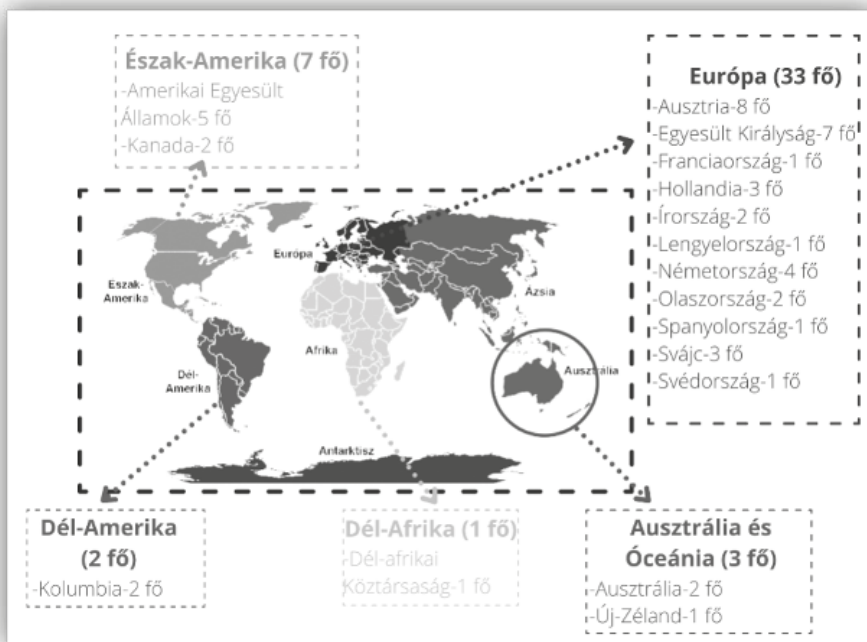 Észak-Amerika (7 fő)
-Amerikai Egyesült
Államok-5 fő
-Kanada-2 fő
Európa (33 fő)
-Ausztria-8 fő
-Egyesült Királyság-7 fő
-Franciaország-1 fő
-Hollandia-3 fő
-Írország-2 fő
-Lengyelország-1 fő
-Németország-4 fő
-Olaszország-2 fő
-Spanyolország-1 fő
-Svájc-3 fő
-Svédország-1 fő
Európa
Észak-
Amerika
Ázsia
Afrika
Dél-
Amerika
Ausztrália
Antarktisz
Dél-Amerika
(2 fő)
-Kolumbia-2 fő
Dél-Afrika (1 fő)
-Dél-afrikai
Köztársaság-1 fő
Ausztrália és
Óceánia (3 fő)
-Ausztrália-2 fő
-Új-Zéland-1 fő